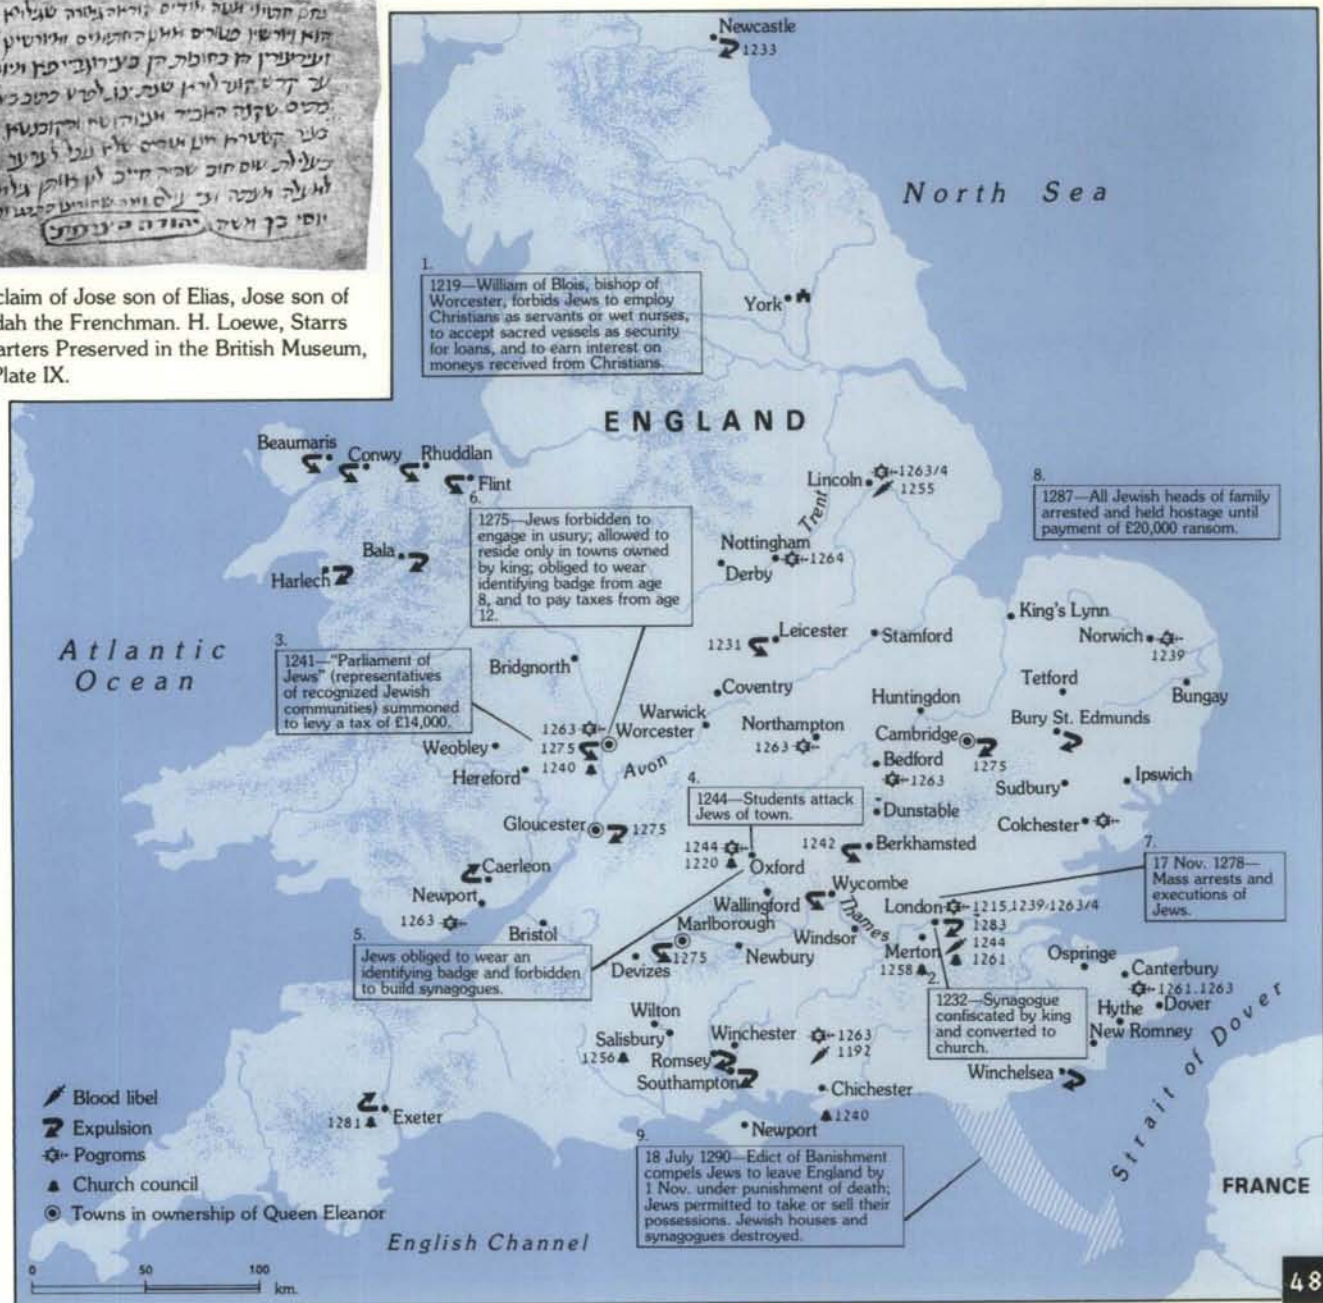 יוסי בן משה יהודה
claim of Jose son of Elias, Jose son of
dah the Frenchman. H. Loewe, Starrs
arters Preserved in the British Museum,
Plate IX.
Newcastle
1233
North Sea
1.
1219—William of Blois, bishop of
Worcester, forbids Jews to employ
Christians as servants or wet nurses,
to accept sacred vessels as security
for loans, and to earn interest on
moneys received from Christians.
York
ENGLAND
Beaumaris
Conwy
Rhuddlan
Flint
Bala
Harlech
6.
1275—Jews forbidden to
engage in usury; allowed to
reside only in towns owned
by king; obliged to wear
identifying badge from age
8, and to pay taxes from age
12.
Lincoln
1263/4
1255
Trent
Nottingham
1264
Derby
8.
1287—All Jewish heads of family
arrested and held hostage until
payment of £20,000 ransom.
Atlantic
Ocean
3.
1241—"Parliament of
Jews" (representatives
of recognized Jewish
communities) summoned
to levy a tax of £14,000.
Bridgnorth
1231
Leicester
Stamford
King's Lynn
Norwich
1239
Coventry
Huntingdon
Tetford
Bungay
Warwick
Bury St. Edmunds
1263
Worcester
1275
1240
Northampton
1263
Cambridge
1275
Weobley
Hereford
Avon
Bedford
1263
Sudbury
Ipswich
4.
1244—Students attack
Jews of town.
Dunstable
Colchester
Gloucester
1275
1244
1220
Oxford
1242
Berkhamsted
7.
17 Nov. 1278—
Mass arrests and
executions of
Jews.
Caerleon
Newport
1263
Wycombe
Wallingford
Thames
London
1215,1239,1263/4
1283
1244
1261
Marlborough
1275
Windsor
Bristol
Merton
1258
5.
Jews obliged to wear an
identifying badge and forbidden
to build synagogues.
Devizes
Newbury
Ospringe
Canterbury
1261.1263
2.
1232—Synagogue
confiscated by king
and converted to
church.
Hythe
Dover
New Romney
Wilton
Salisbury
1256
Winchester
1263
1192
Romsey
Southampton
Winchelsea
Strait of Dover
Chichester
1240
Newport
Exeter
1281
Blood libel
Expulsion
Pogroms
Church council
Towns in ownership of Queen Eleanor
9.
18 July 1290—Edict of Banishment
compels Jews to leave England by
1 Nov. under punishment of death;
Jews permitted to take or sell their
possessions. Jewish houses and
synagogues destroyed.
FRANCE
English Channel
0 50 100
km.
48